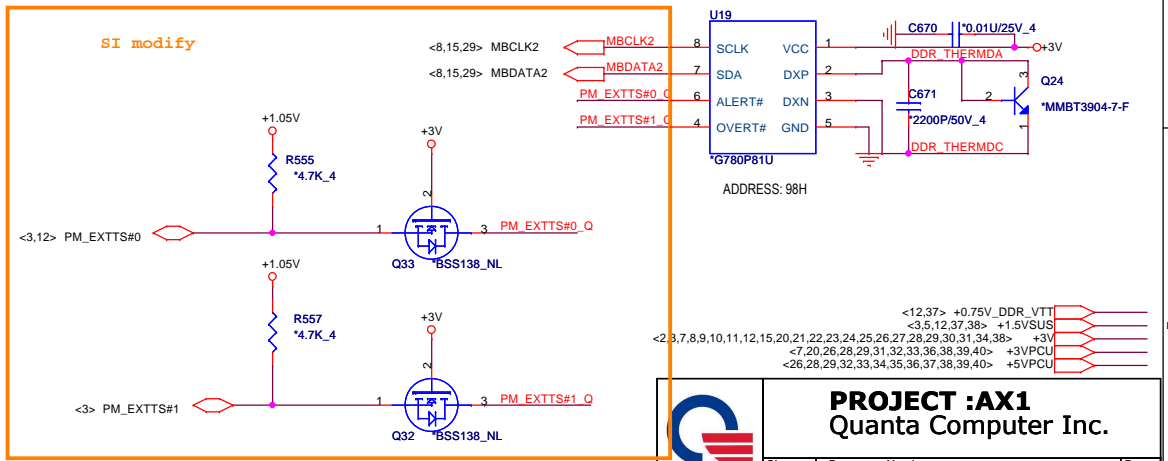 SI modify
<8,15,29> MBCLK2
<8,15,29> MBDATA2
MBCLK2
MBDATA2
PM_EXTTS#0_Q
PM_EXTTS#1_Q
U19
8 SCLK VCC 1
7 SDA DXP 2
6 ALERT# DXN 3
4 OVERT# GND 5
*G780P81U
ADDRESS: 98H
C670 *0.01U/25V_4
+3V
DDR_THERMDA
C671
*2200P/50V_4
DDR_THERMDC
3
2
1
Q24
*MMBT3904-7-F
+1.05V
R555
*4.7K_4
+3V
2
<3,12> PM_EXTTS#0
1 3 PM_EXTTS#0_Q
Q33 *BSS138_NL
+1.05V
R557
*4.7K_4
+3V
2
<3> PM_EXTTS#1
1 3 PM_EXTTS#1_Q
Q32 *BSS138_NL
<12,37> +0.75V_DDR_VTT
<3,5,12,37,38> +1.5VSUS
<2,3,7,8,9,10,11,12,15,20,21,22,23,24,25,26,27,28,29,30,31,34,38> +3V
<7,20,26,28,29,31,32,33,36,38,39,40> +3VPCU
<26,28,29,32,33,34,35,36,37,38,39,40> +5VPCU
PROJECT :AX1
Quanta Computer Inc.